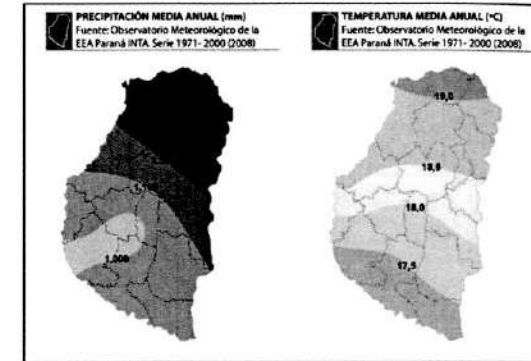 PRECIPITACIÓN MEDIA ANUAL (mm)
Fuente: Observatorio Meteorológico de la
EEA Paraná INTA. Serie 1971- 2000 (2008)
1.000
TEMPERATURA MEDIA ANUAL (ºC)
Fuente: Observatorio Meteorológico de la
EEA Paraná INTA. Serie 1971- 2000 (2008)
19,0
18,5
18,0
17,5